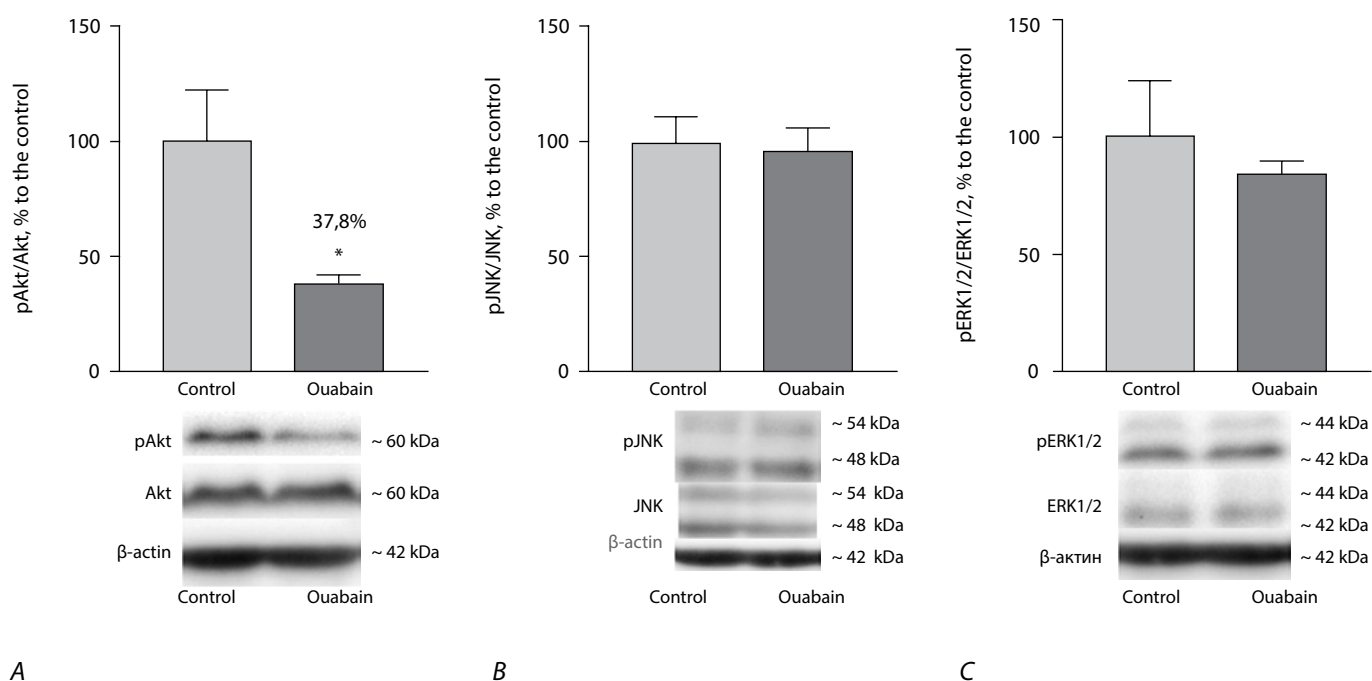 pAkt/Akt, % to the control
150
100
50
0
37,8%
*
Control Ouabain
pAkt ~ 60 kDa
Akt ~ 60 kDa
β-actin ~ 42 kDa
Control Ouabain
A
pJNK/JNK, % to the control
150
100
50
0
Control Ouabain
pJNK ~ 54 kDa
~ 48 kDa
JNK ~ 54 kDa
~ 48 kDa
β-actin ~ 42 kDa
Control Ouabain
B
pERK1/2/ERK1/2, % to the control
150
100
50
0
Control Ouabain
pERK1/2 ~ 44 kDa
~ 42 kDa
ERK1/2 ~ 44 kDa
~ 42 kDa
β-актин ~ 42 kDa
Control Ouabain
C